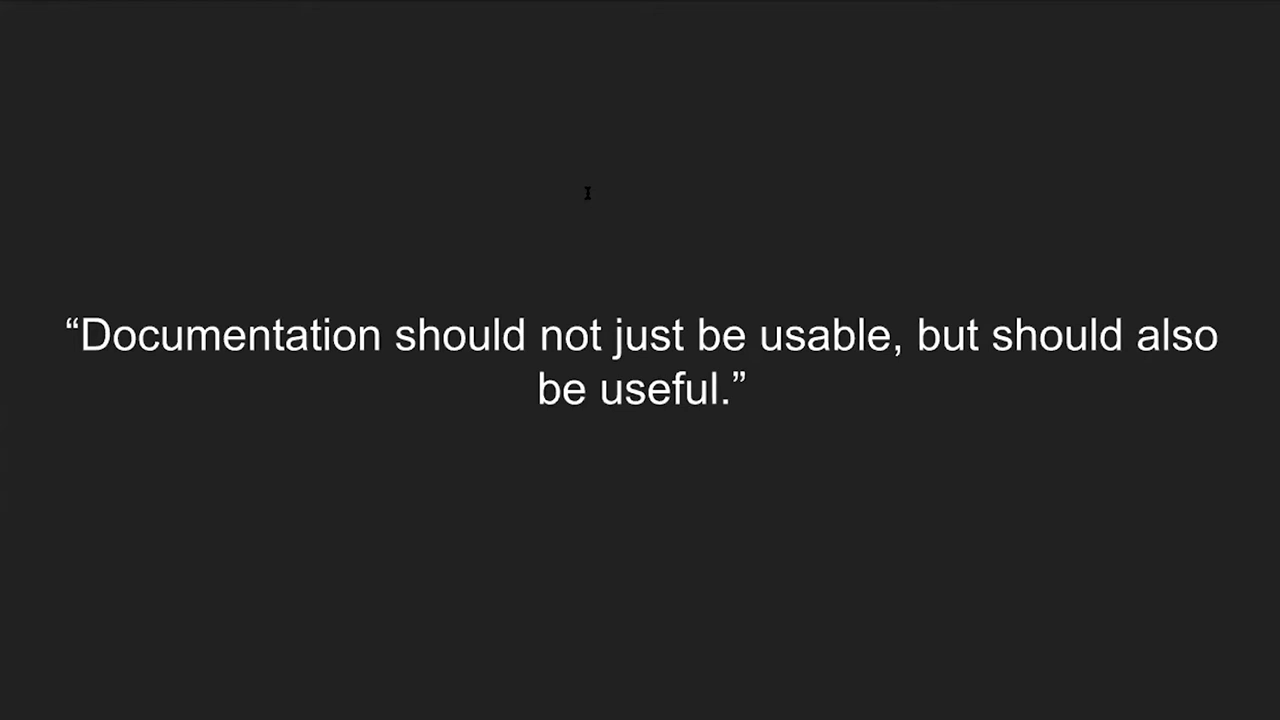 “Documentation should not just be usable, but should also
be useful.”